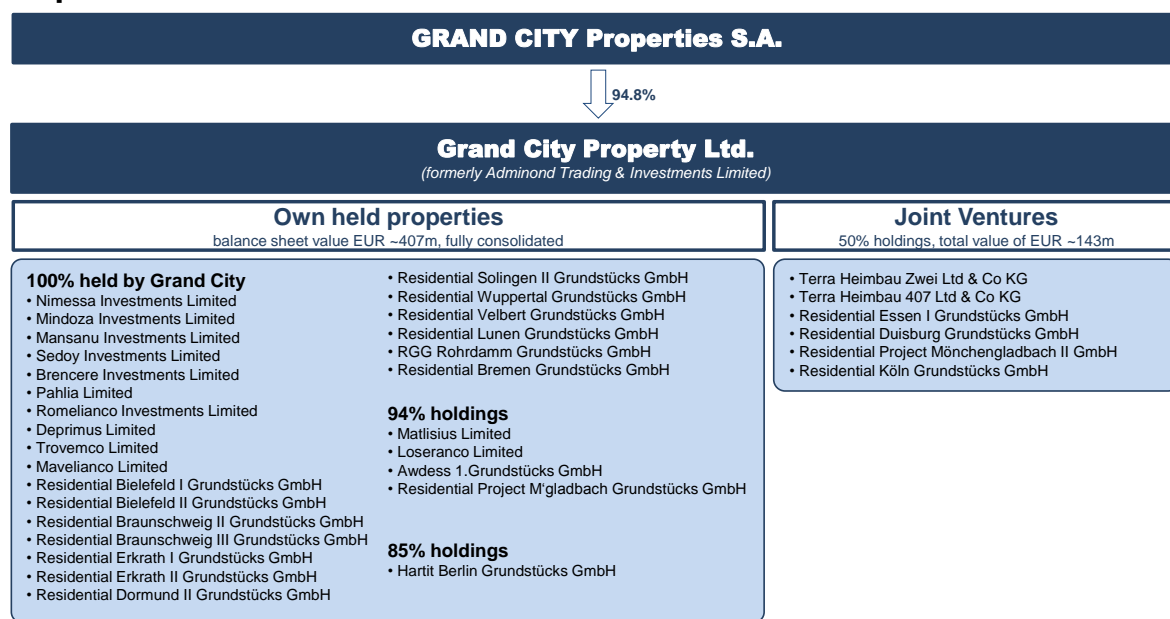 GRAND CITY Properties S.A.
94.8%
Grand City Property Ltd.
(formerly Adminond Trading & Investments Limited)
Own held properties
balance sheet value EUR ~407m, fully consolidated
100% held by Grand City
• Nimessa Investments Limited
• Mindoza Investments Limited
• Mansanu Investments Limited
• Sedoy Investments Limited
• Brencere Investments Limited
• Pahlia Limited
• Romelianco Investments Limited
• Deprimus Limited
• Trovemco Limited
• Mavelianco Limited
• Residential Bielefeld I Grundstücks GmbH
• Residential Bielefeld II Grundstücks GmbH
• Residential Braunschweig II Grundstücks GmbH
• Residential Braunschweig III Grundstücks GmbH
• Residential Erkrath I Grundstücks GmbH
• Residential Erkrath II Grundstücks GmbH
• Residential Dormund II Grundstücks GmbH
• Residential Solingen II Grundstücks GmbH
• Residential Wuppertal Grundstücks GmbH
• Residential Velbert Grundstücks GmbH
• Residential Lunen Grundstücks GmbH
• RGG Rohrdamm Grundstücks GmbH
• Residential Bremen Grundstücks GmbH
94% holdings
• Matlisius Limited
• Loseranco Limited
• Awdess 1.Grundstücks GmbH
• Residential Project M‘gladbach Grundstücks GmbH
85% holdings
• Hartit Berlin Grundstücks GmbH
Joint Ventures
50% holdings, total value of EUR ~143m
• Terra Heimbau Zwei Ltd & Co KG
• Terra Heimbau 407 Ltd & Co KG
• Residential Essen I Grundstücks GmbH
• Residential Duisburg Grundstücks GmbH
• Residential Project Mönchengladbach II GmbH
• Residential Köln Grundstücks GmbH